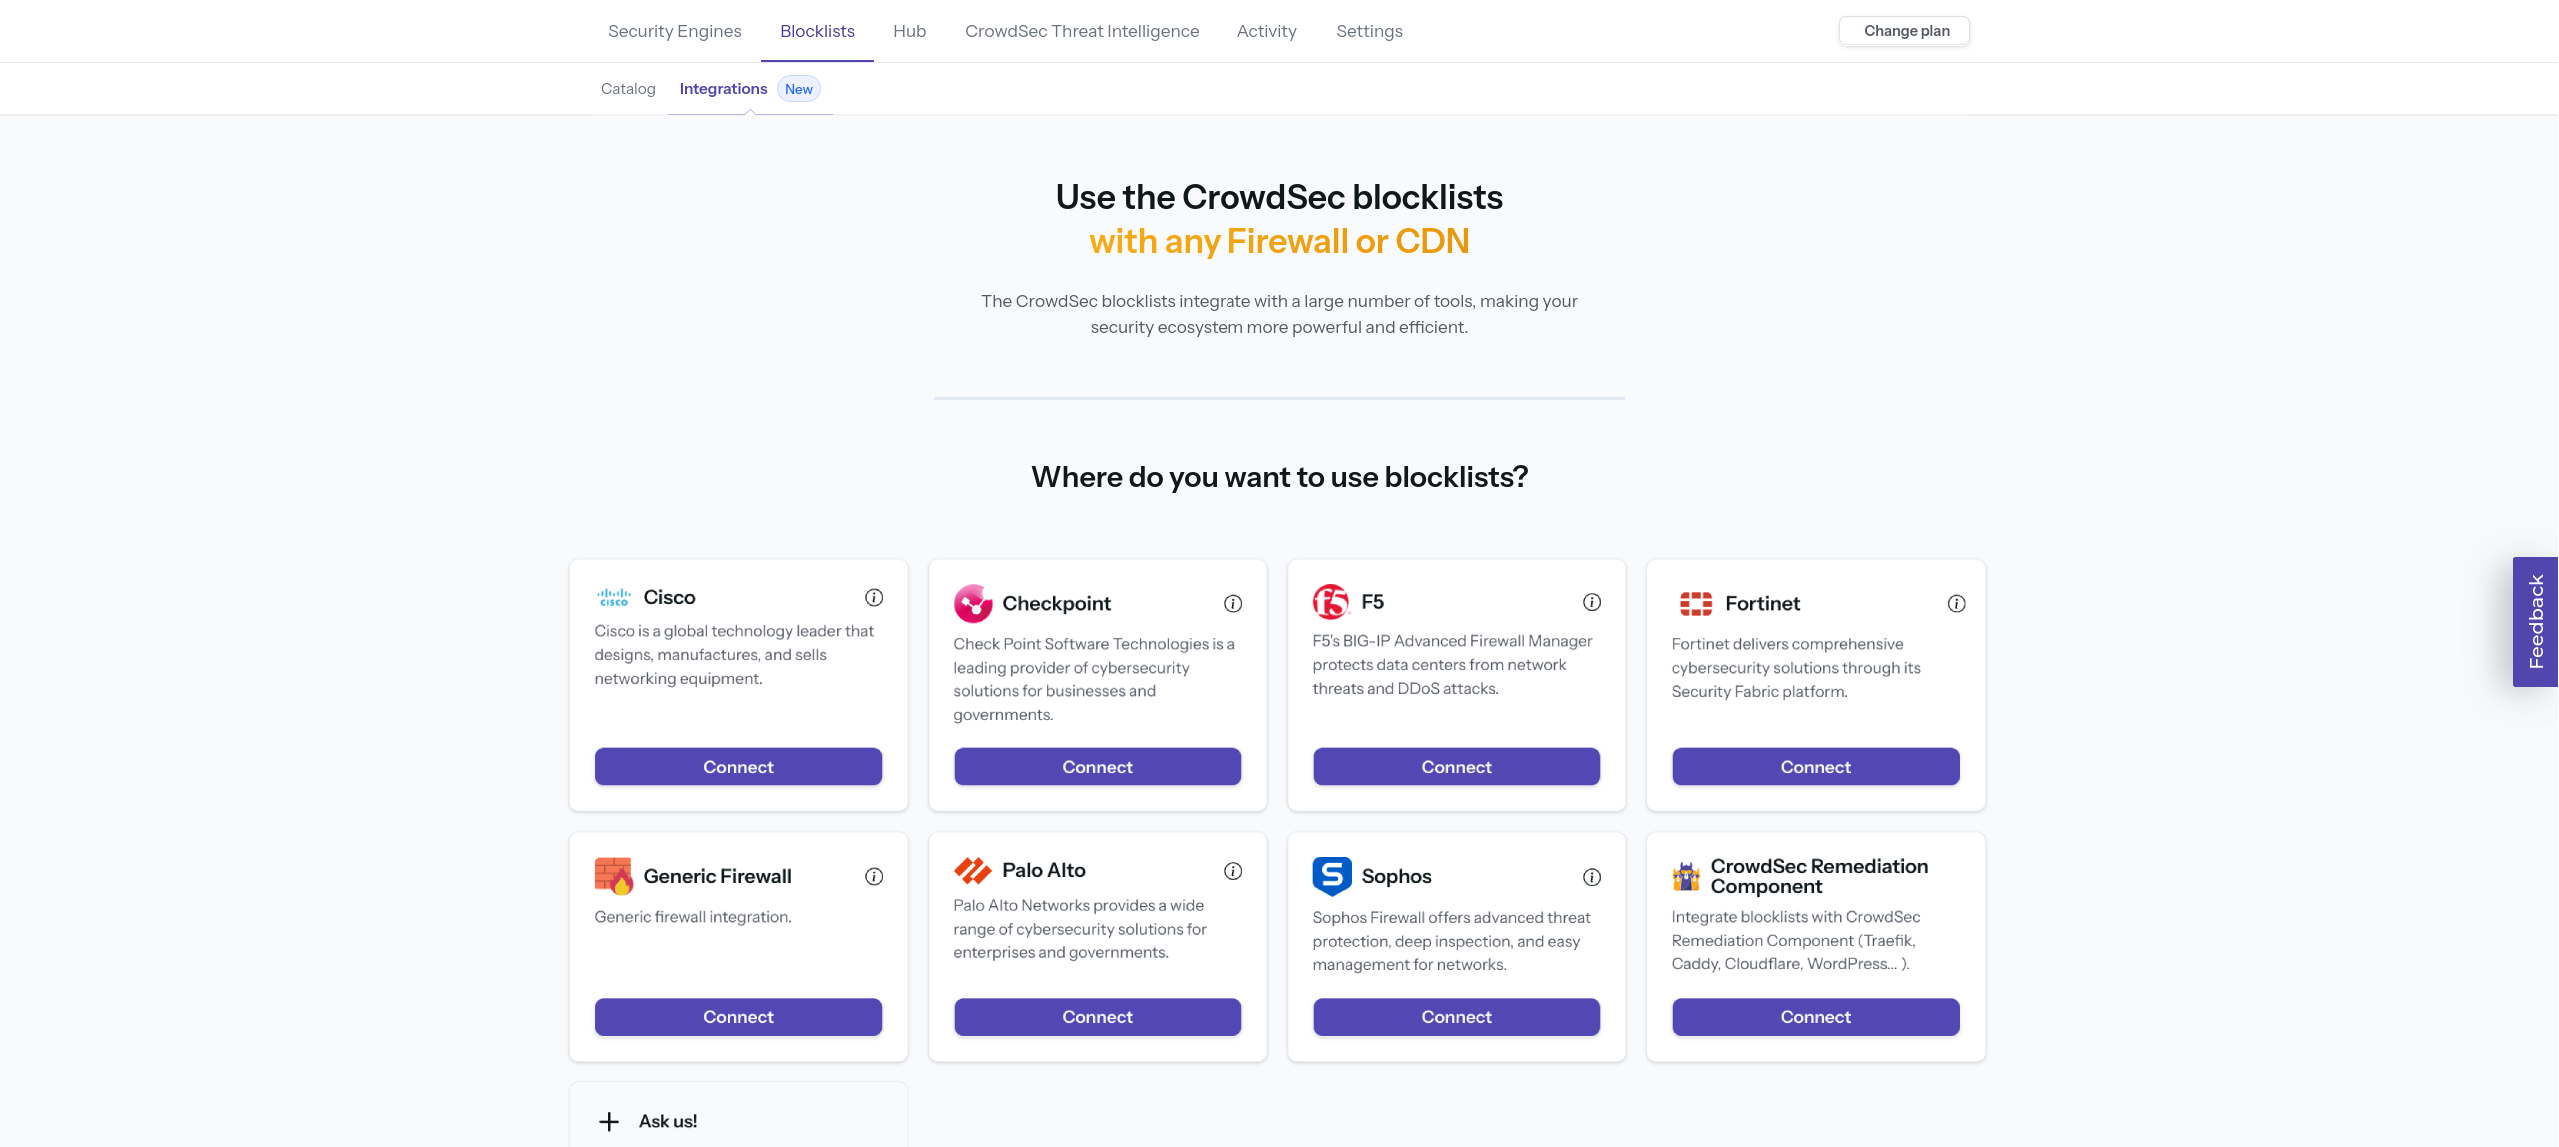 Security Engines Blocklists Hub CrowdSec Threat Intelligence Activity Settings Change plan
Catalog Integrations New
Use the CrowdSec blocklists
with any Firewall or CDN
The CrowdSec blocklists integrate with a large number of tools, making your
security ecosystem more powerful and efficient.
Where do you want to use blocklists?
Feedback
CISCO Cisco
Cisco is a global technology leader that
designs, manufactures, and sells
networking equipment.
Connect
Checkpoint
Check Point Software Technologies is a
leading provider of cybersecurity
solutions for businesses and
governments.
Connect
f5 F5
F5's BIG-IP Advanced Firewall Manager
protects data centers from network
threats and DDoS attacks.
Connect
Fortinet
Fortinet delivers comprehensive
cybersecurity solutions through its
Security Fabric platform.
Connect
Generic Firewall
Generic firewall integration.
Connect
Palo Alto
Palo Alto Networks provides a wide
range of cybersecurity solutions for
enterprises and governments.
Connect
S Sophos
Sophos Firewall offers advanced threat
protection, deep inspection, and easy
management for networks.
Connect
CrowdSec Remediation
Component
Integrate blocklists with CrowdSec
Remediation Component (Traefik,
Caddy, Cloudflare, WordPress... ).
Connect
Ask us!